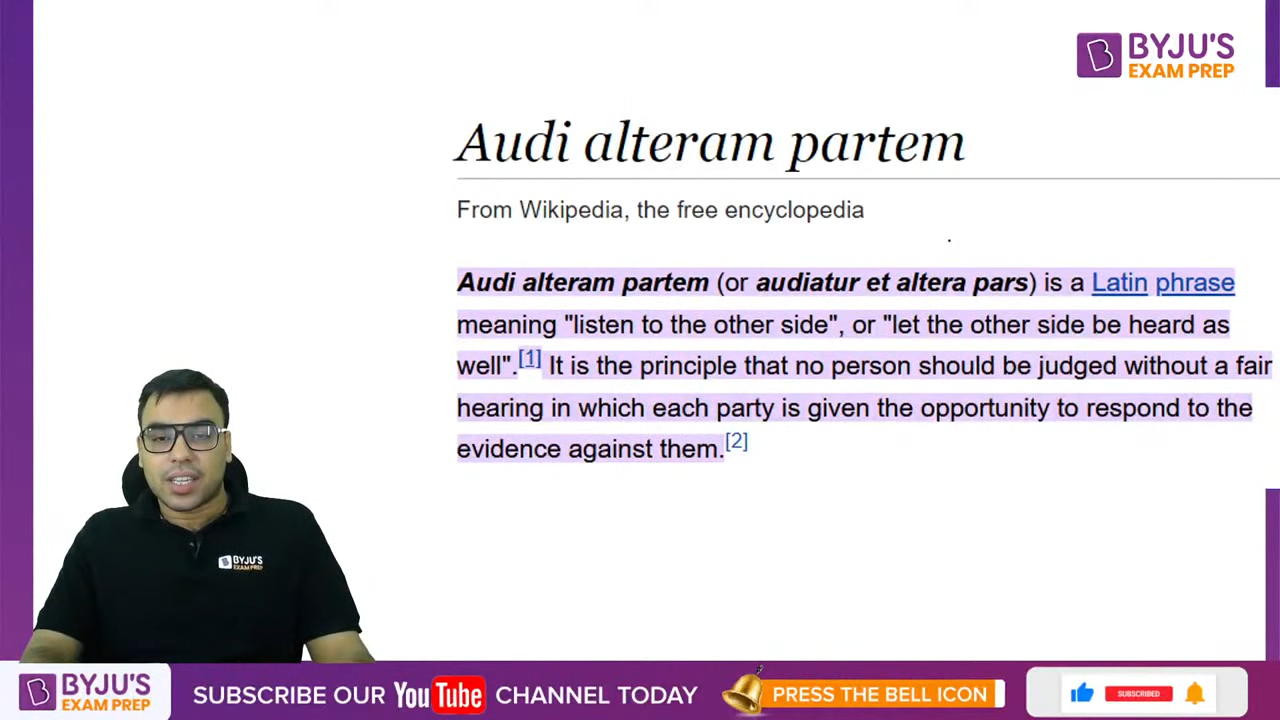 BYJU'S
EXAM PREP
Audi alteram partem
From Wikipedia, the free encyclopedia
Audi alteram partem (or audiatur et altera pars) is a Latin phrase
meaning "listen to the other side", or "let the other side be heard as
well".[1] It is the principle that no person should be judged without a fair
hearing in which each party is given the opportunity to respond to the
evidence against them.[2]
BYJU'S
EXAM PREP
BYJU'S
EXAM PREP
SUBSCRIBE OUR YouTube CHANNEL TODAY
PRESS THE BELL ICON
SUBSCRIBED